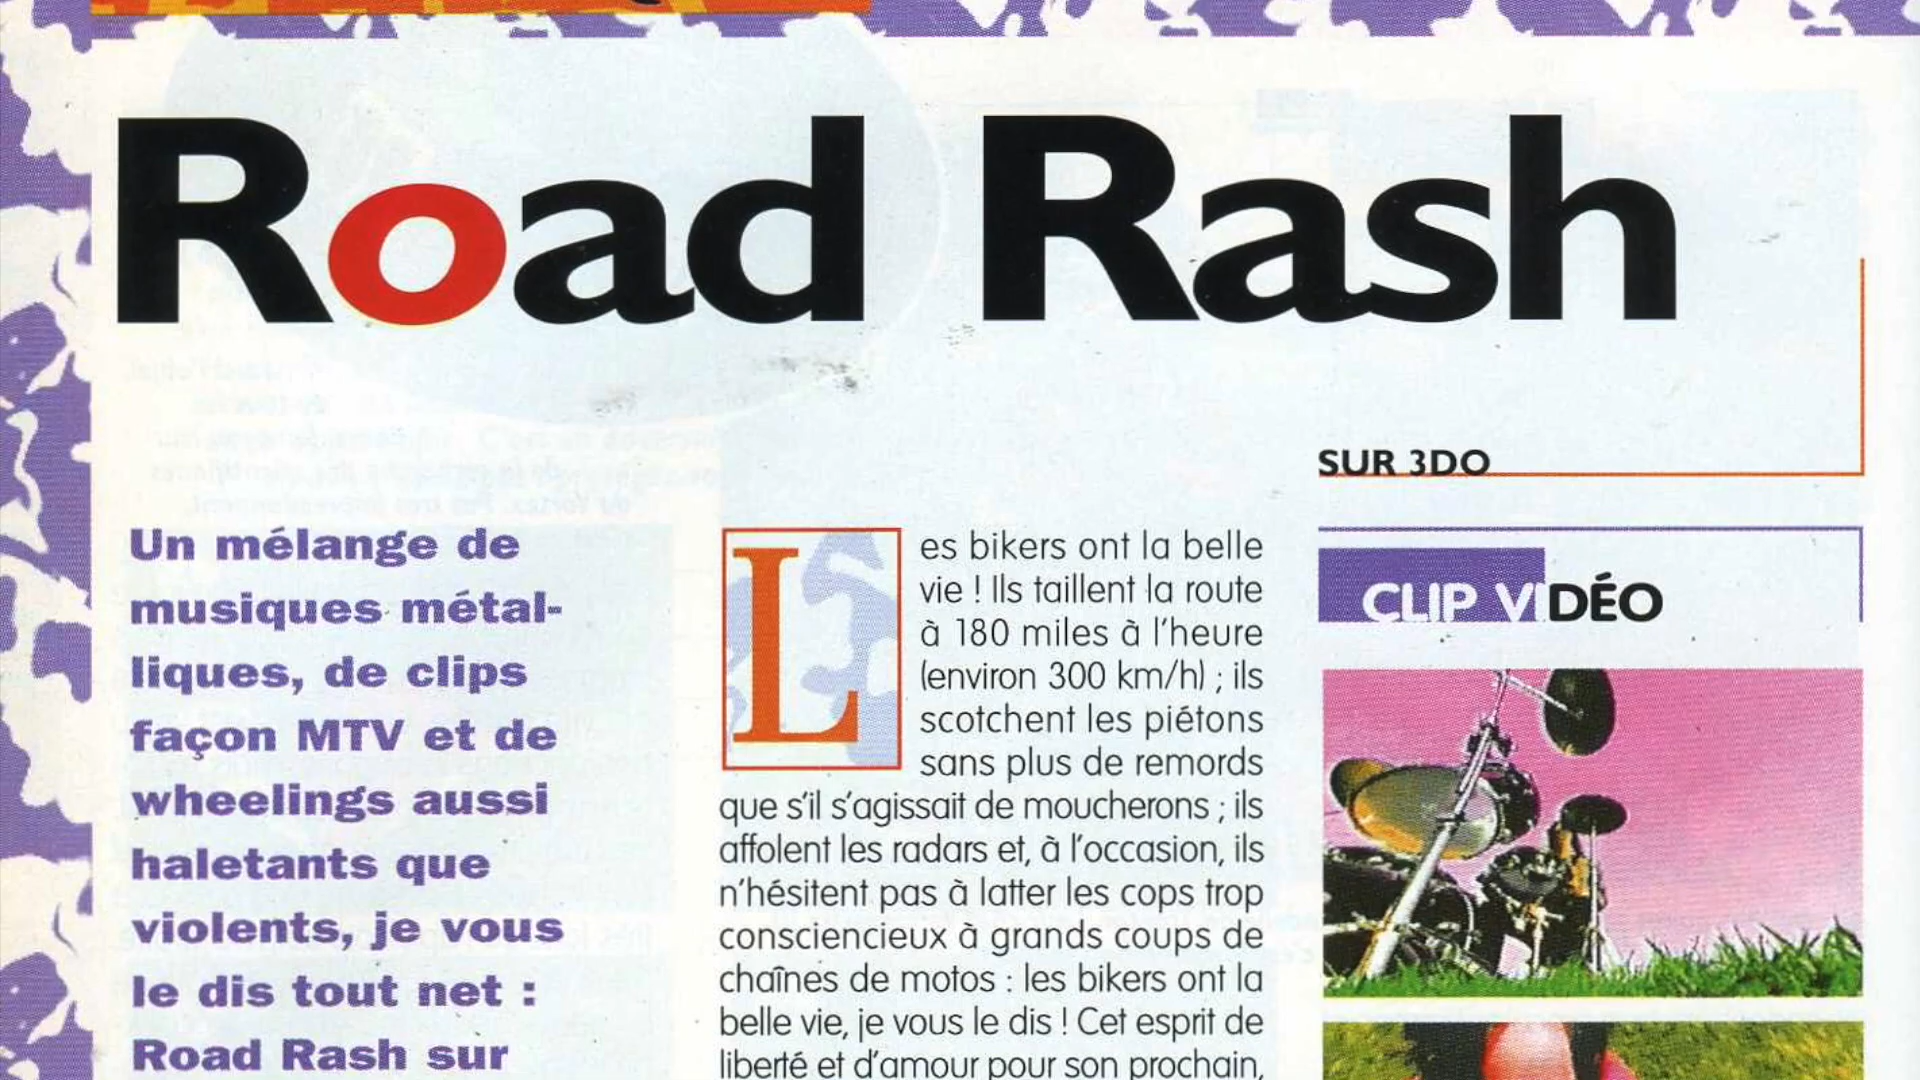 Road Rash
SUR 3DO
Un mélange de
musiques métal-
liques, de clips
façon MTV et de
wheelings aussi
haletants que
violents, je vous
le dis tout net :
Road Rash sur
Les bikers ont la belle
vie ! Ils taillent la route
à 180 miles à l'heure
(environ 300 km/h) ; ils
scotchent les piétons
sans plus de remords
que s'il s'agissait de moucherons ; ils
affolent les radars et, à l'occasion, ils
n'hésitent pas à latter les cops trop
consciencieux à grands coups de
chaînes de motos : les bikers ont la
belle vie, je vous le dis ! Cet esprit de
liberté et d'amour pour son prochain,
CLIP VIDÉO